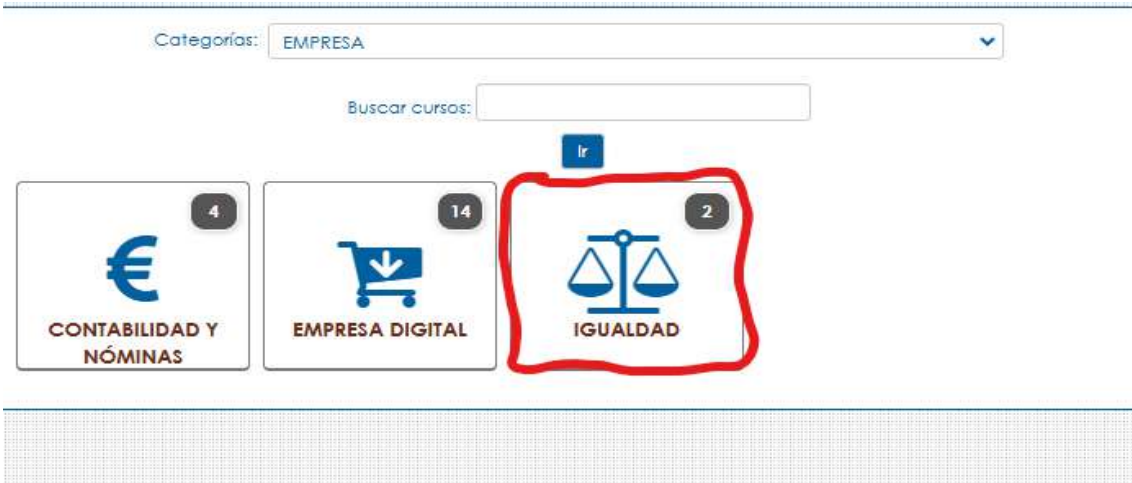 Categorías: EMPRESA
Buscar cursos:
Ir
4
14
2
CONTABILIDAD Y
NÓMINAS
EMPRESA DIGITAL
IGUALDAD